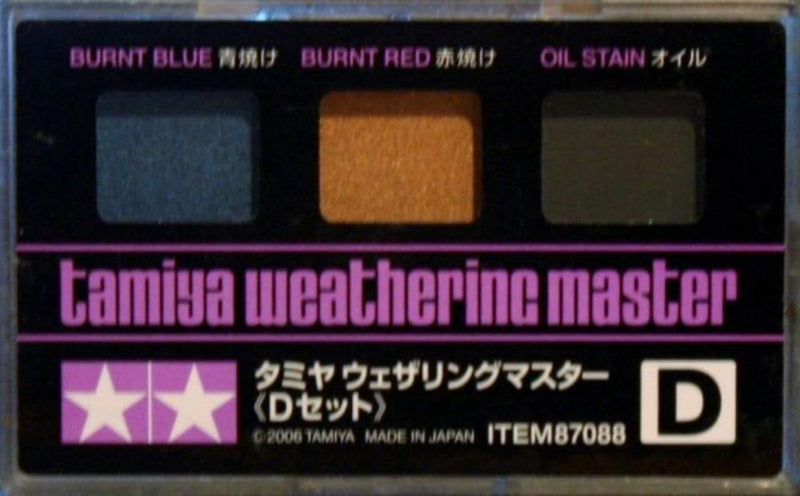 BURNT BLUE 青焼け BURNT RED 赤焼け OIL STAIN オイル
tamiya weathering master
タミヤ ウェザリングマスター
《Dセット》
© 2006 TAMIYA MADE IN JAPAN ITEM87088
D